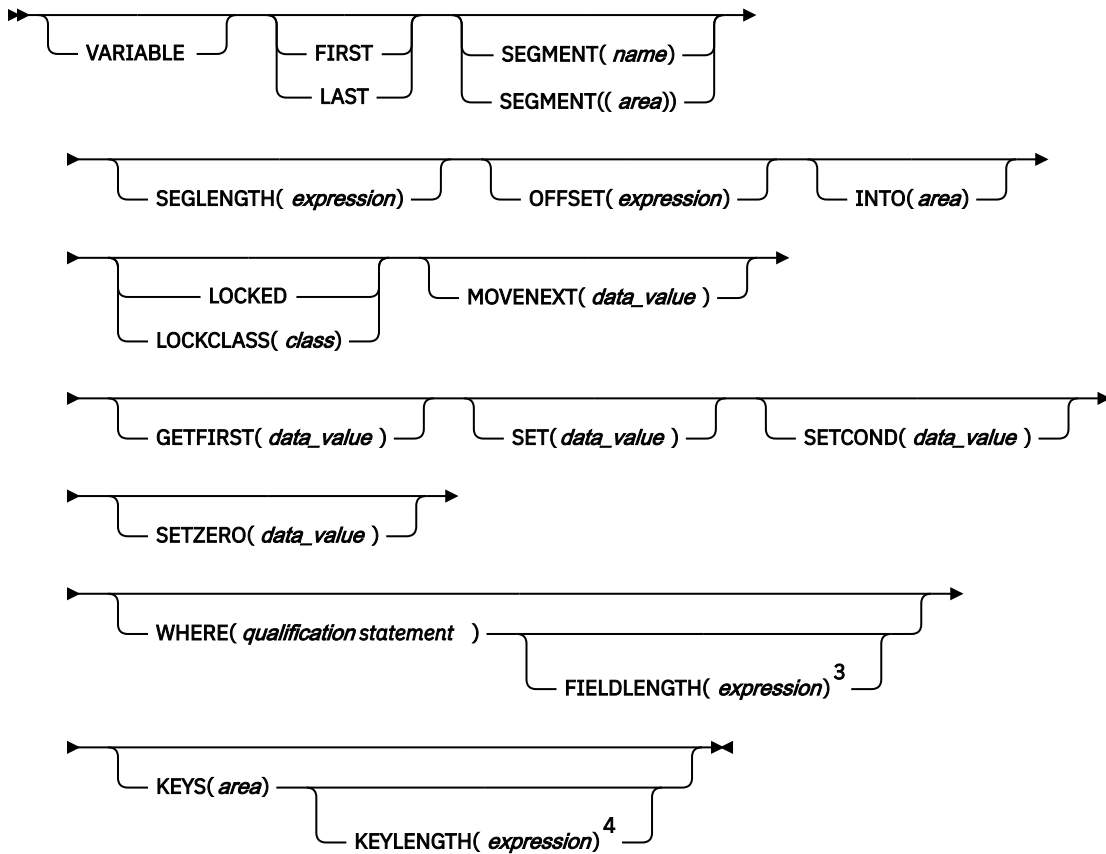 VARIABLE FIRST SEGMENT( name)
LAST SEGMENT(( area))
SEGLENGTH( expression) OFFSET( expression) INTO( area)
LOCKED MOVENEXT( data_value )
LOCKCLASS( class)
GETFIRST( data_value ) SET( data_value ) SETCOND( data_value )
SETZERO( data_value )
WHERE( qualification statement )
FIELDLENGTH( expression) 3
KEYS( area)
KEYLENGTH( expression) 4